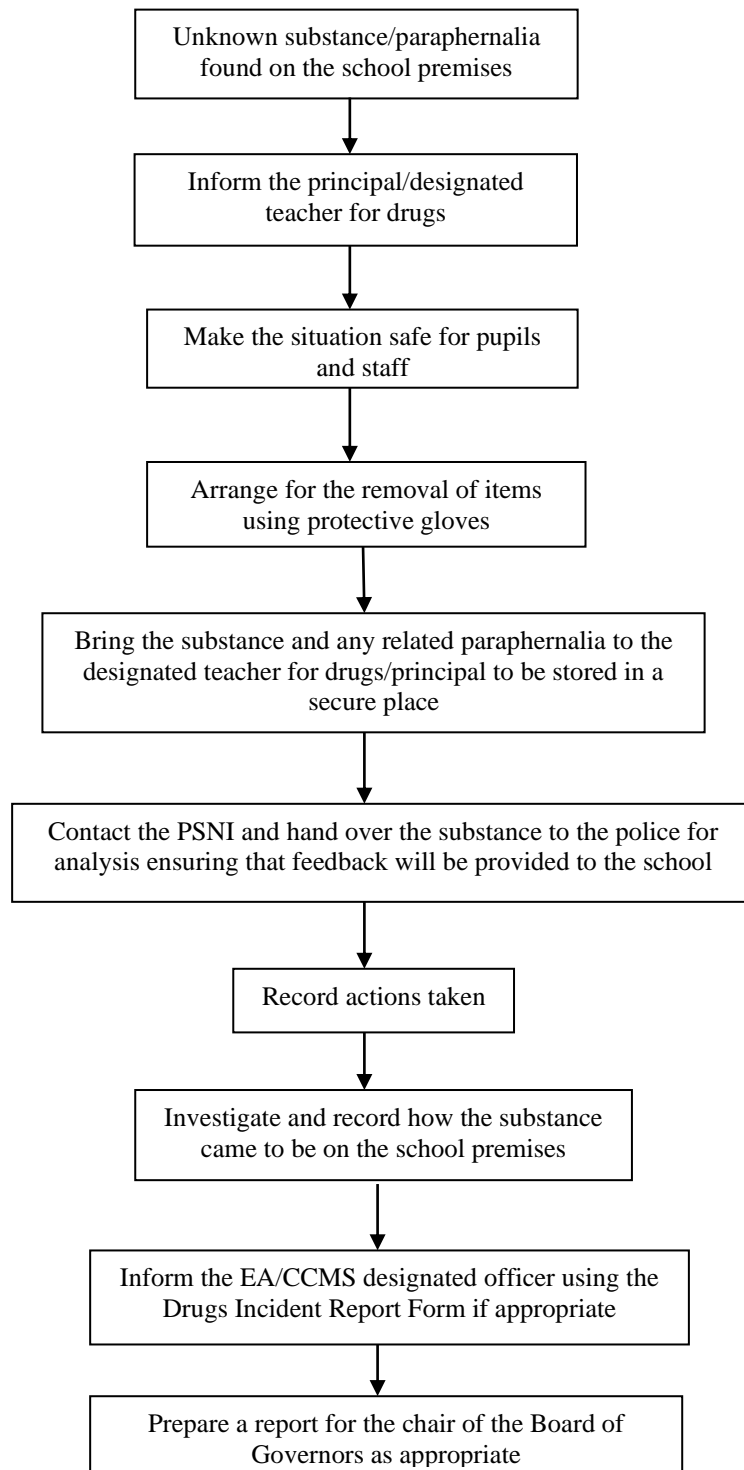 Unknown substance/paraphernalia
found on the school premises
Inform the principal/designated
teacher for drugs
Make the situation safe for pupils
and staff
Arrange for the removal of items
using protective gloves
Bring the substance and any related paraphernalia to the
designated teacher for drugs/principal to be stored in a
secure place
Contact the PSNI and hand over the substance to the police for
analysis ensuring that feedback will be provided to the school
Record actions taken
Investigate and record how the substance
came to be on the school premises
Inform the EA/CCMS designated officer using the
Drugs Incident Report Form if appropriate
Prepare a report for the chair of the Board of
Governors as appropriate